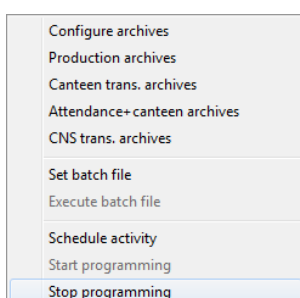 Configure archives
Production archives
Canteen trans. archives
Attendance+canteen archives
CNS trans. archives
Set batch file
Execute batch file
Schedule activity
Start programming
Stop programming